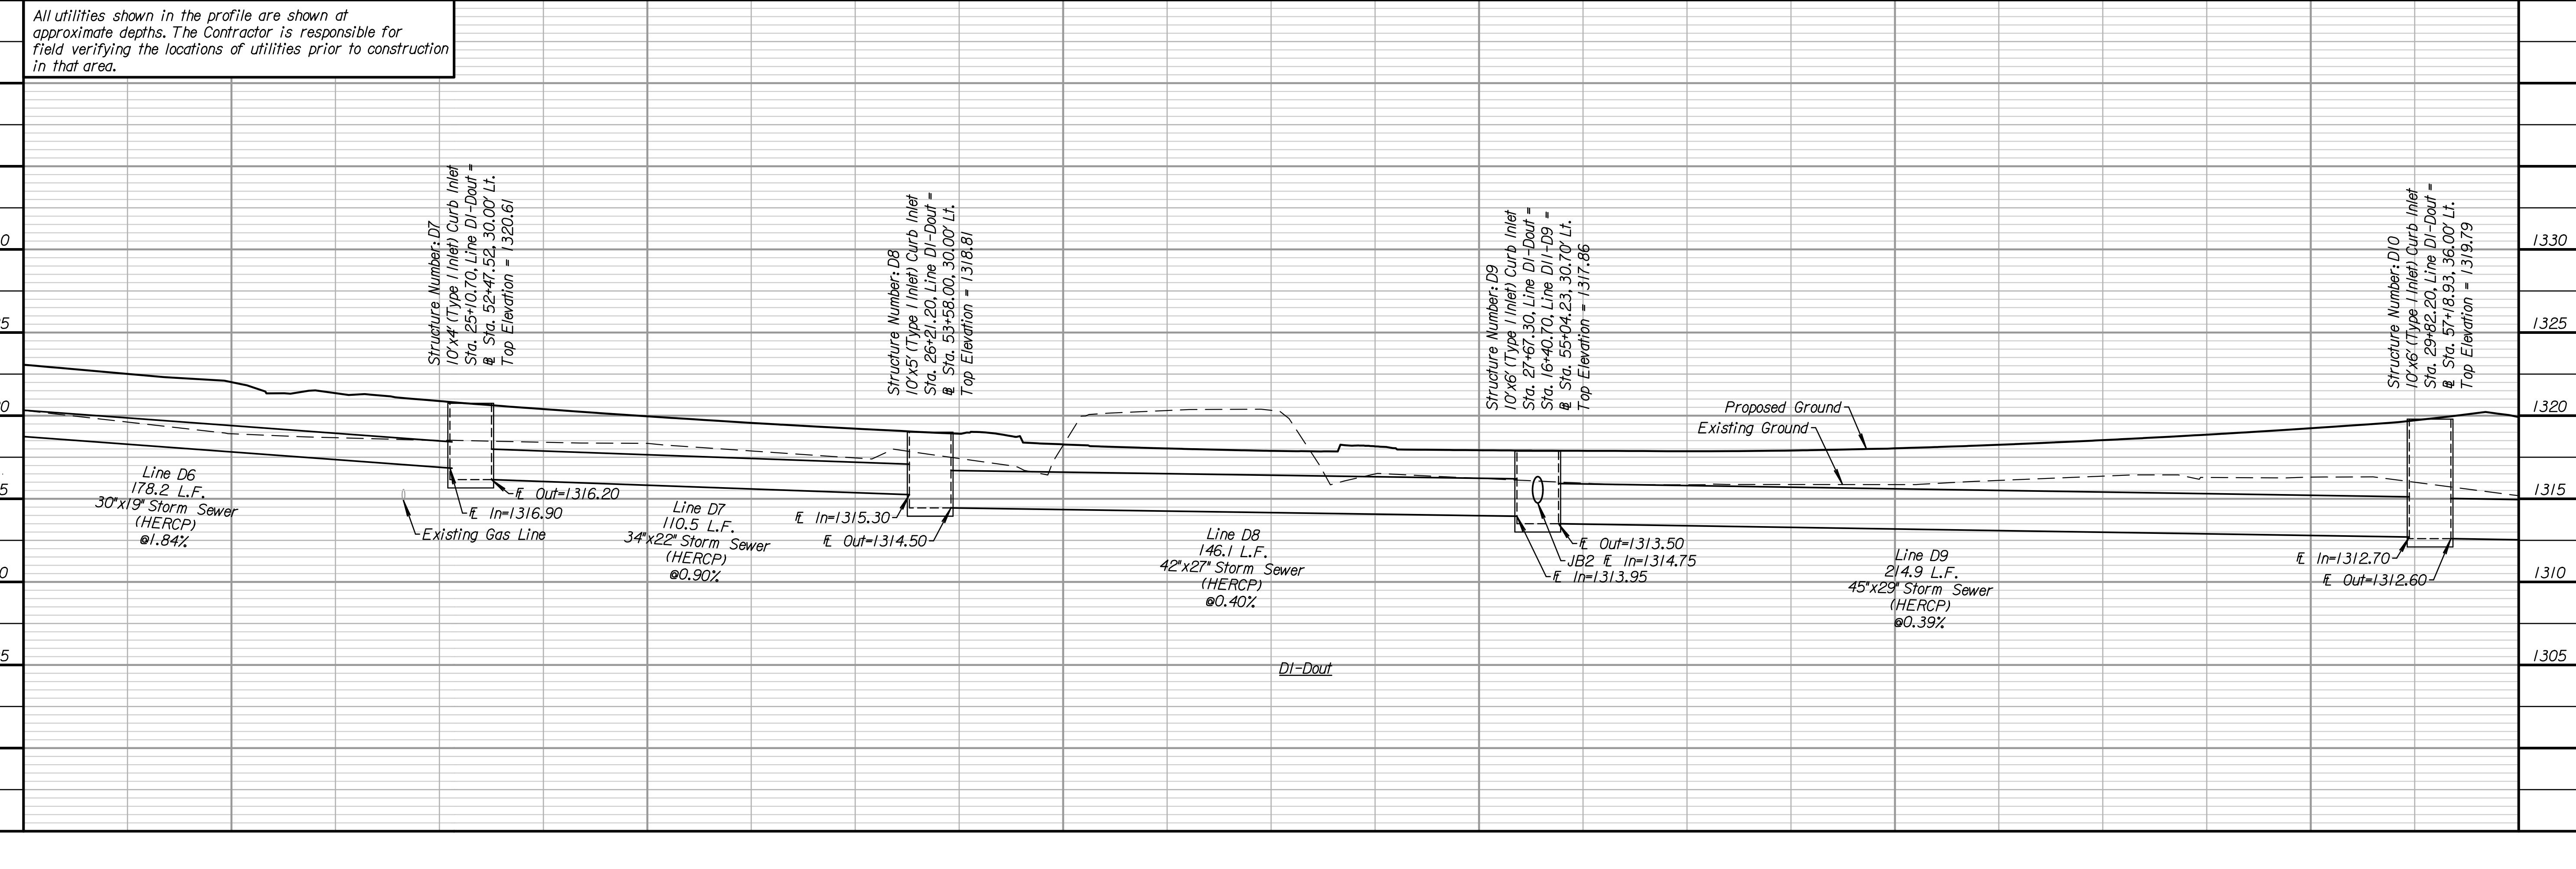 All utilities shown in the profile are shown at
approximate depths. The Contractor is responsible for
field verifying the locations of utilities prior to construction
in that area.
Structure Number: D7
10'x4' (Type I Inlet) Curb Inlet
Sta. 25+10.70, Line D1-Dout =
℄ Sta. 52+47.52, 30.00' Lt.
Top Elevation = 1320.61
Structure Number: D8
10'x5' (Type I Inlet) Curb Inlet
Sta. 26+21.20, Line D1-Dout =
℄ Sta. 53+58.00, 30.00' Lt.
Top Elevation = 1318.81
Structure Number: D9
10'x6' (Type I Inlet) Curb Inlet
Sta. 27+67.30, Line D1-Dout =
Sta. 16+40.70, Line D11-D9 =
℄ Sta. 55+04.23, 30.70' Lt.
Top Elevation = 1317.86
Structure Number: D10
10'x6' (Type I Inlet) Curb Inlet
Sta. 29+82.20, Line D1-Dout =
℄ Sta. 57+18.93, 36.00' Lt.
Top Elevation = 1319.79
0
5
0
5
0
5
1330
1325
1320
1315
1310
1305
Proposed Ground
Existing Ground
Line D6
178.2 L.F.
30"x19" Storm Sewer
(HERCP)
@1.84%
Existing Gas Line
FL In=1316.90
FL Out=1316.20
Line D7
110.5 L.F.
34"x22" Storm Sewer
(HERCP)
@0.90%
FL In=1315.30
FL Out=1314.50
Line D8
146.1 L.F.
42"x27" Storm Sewer
(HERCP)
@0.40%
FL Out=1313.50
JB2 FL In=1314.75
FL In=1313.95
Line D9
214.9 L.F.
45"x29" Storm Sewer
(HERCP)
@0.39%
FL In=1312.70
FL Out=1312.60
D1-Dout